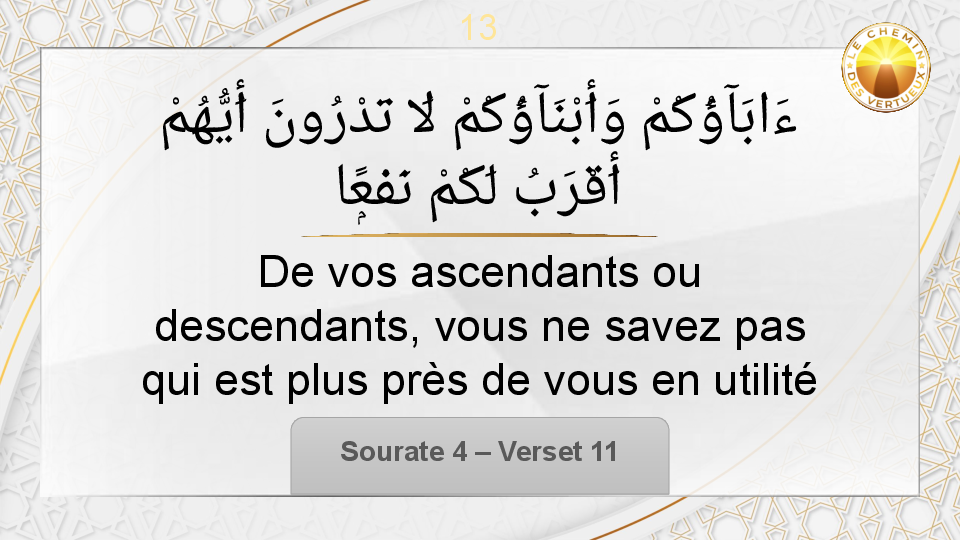 13
LE CHEMIN DES VERTUEUX
ءَابَآؤُكُمْ وَأَبْنَآؤُكُمْ لَا تَدْرُونَ أَيُّهُمْ
أَقْرَبُ لَكُمْ نَفْعًۭا
De vos ascendants ou
descendants, vous ne savez pas
qui est plus près de vous en utilité
Sourate 4 – Verset 11